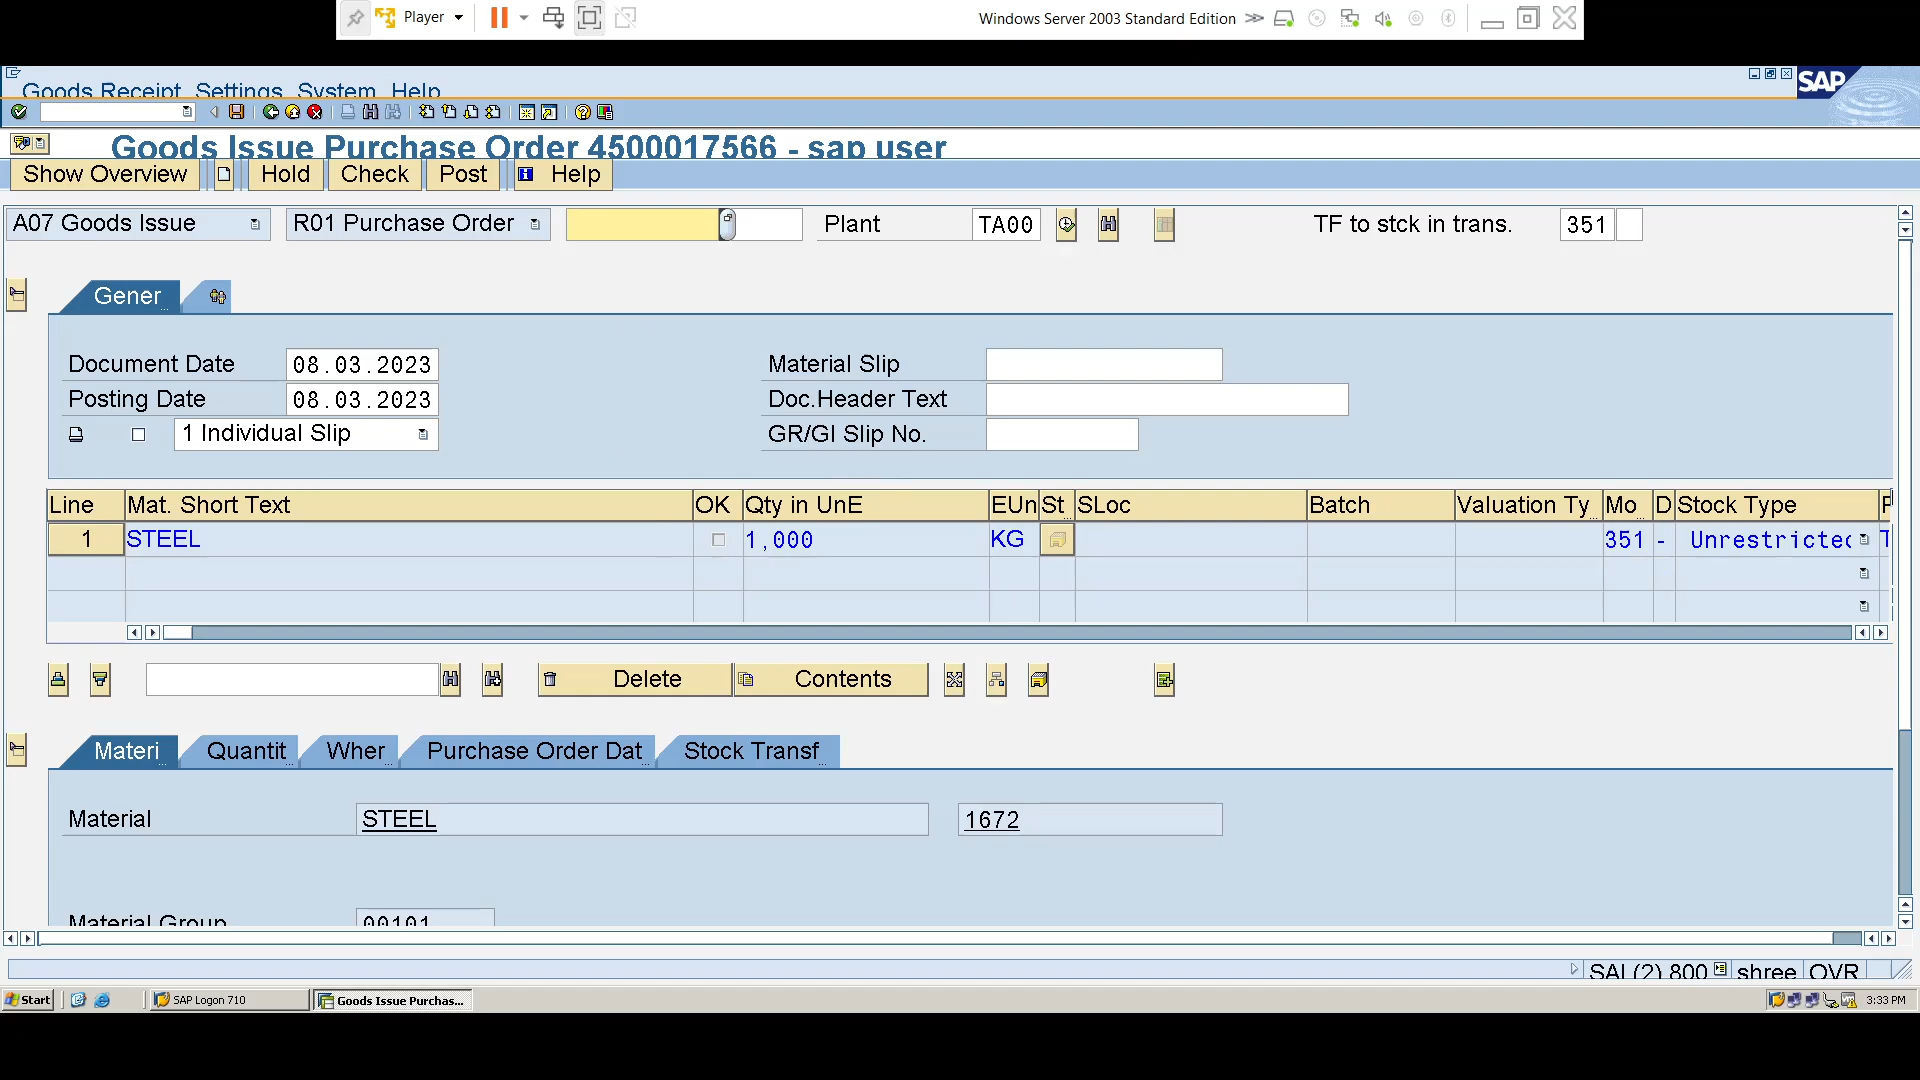 Player
Windows Server 2003 Standard Edition
Goods Receipt Settings System Help
SAP
Goods Issue Purchase Order 4500017566 - sap user
Show Overview Hold Check Post Help
A07 Goods Issue R01 Purchase Order Plant TA00 TF to stck in trans. 351
Gener
Document Date 08.03.2023 Material Slip
Posting Date 08.03.2023 Doc.Header Text
1 Individual Slip GR/GI Slip No.
Line Mat. Short Text OK Qty in UnE EUn St SLoc Batch Valuation Ty Mo D Stock Type P
1 STEEL 1,000 KG 351 - Unrestricted T
Delete Contents
Materi Quantit Wher Purchase Order Dat Stock Transf
Material STEEL 1672
Material Group 00101
SAL(2) 800 shree OVR
Start SAP Logon 710 Goods Issue Purchas... 3:33 PM